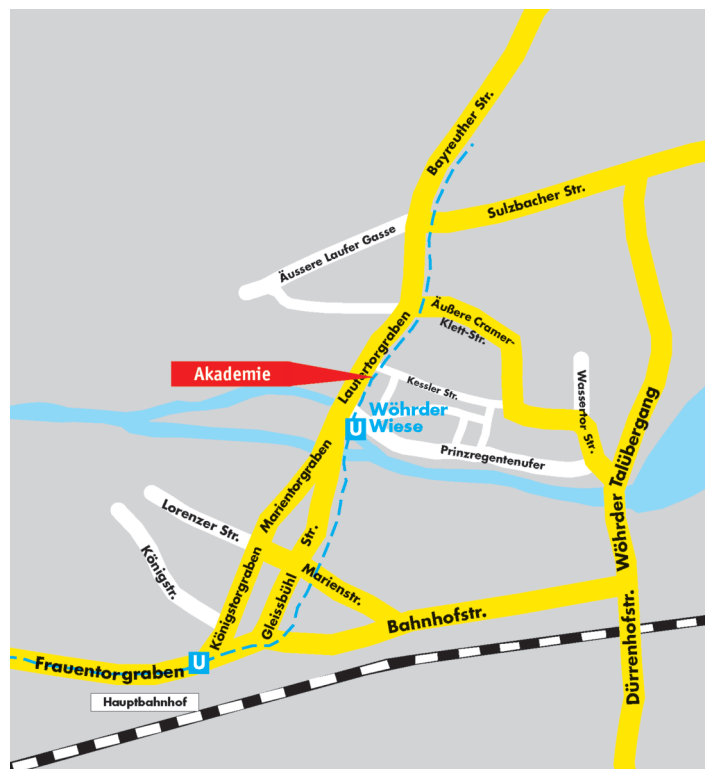 Bayreuther Str.
Sulzbacher Str.
Äussere Laufer Gasse
Äußere Cramer-
Klett-Str.
Laufertorgraben
Akademie
Kessler Str.
Wassertor Str.
Wöhrder
Wiese
U
Prinzregentenufer
Wöhrder Talübergang
Marientorgraben
Lorenzer Str.
Königstr.
Königstorgraben
Gleissbühl Str.
Marienstr.
Bahnhofstr.
Dürrenhofstr.
U
Frauentorgraben
Hauptbahnhof